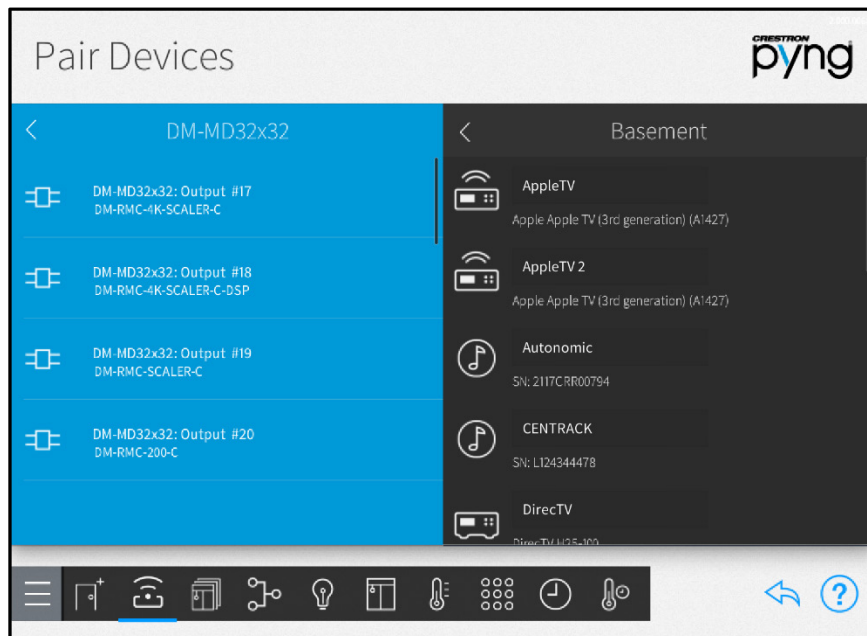 Pair Devices
CRESTRON
pyng
DM-MD32x32
DM-MD32x32: Output #17
DM-RMC-4K-SCALER-C
DM-MD32x32: Output #18
DM-RMC-4K-SCALER-C-DSP
DM-MD32x32: Output #19
DM-RMC-SCALER-C
DM-MD32x32: Output #20
DM-RMC-200-C
Basement
AppleTV
Apple Apple TV (3rd generation) (A1427)
AppleTV 2
Apple Apple TV (3rd generation) (A1427)
Autonomic
SN: 2117CRR00794
CENTRACK
SN: L124344478
DirecTV
DirecTV H25-100
?